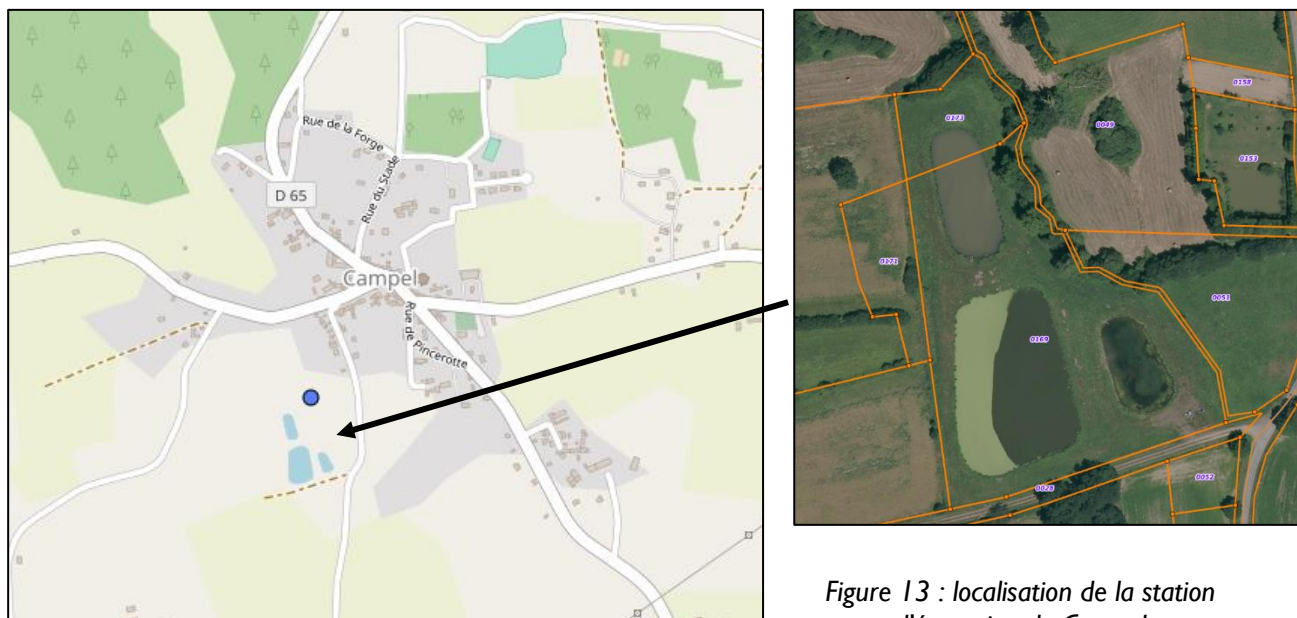 Rue de la Forge
Rue du Stade
D 65
Campel
Rue de Pincerotte
0173
0049
0158
0153
0171
0051
0169
0028
0052
Figure 13 : localisation de la station